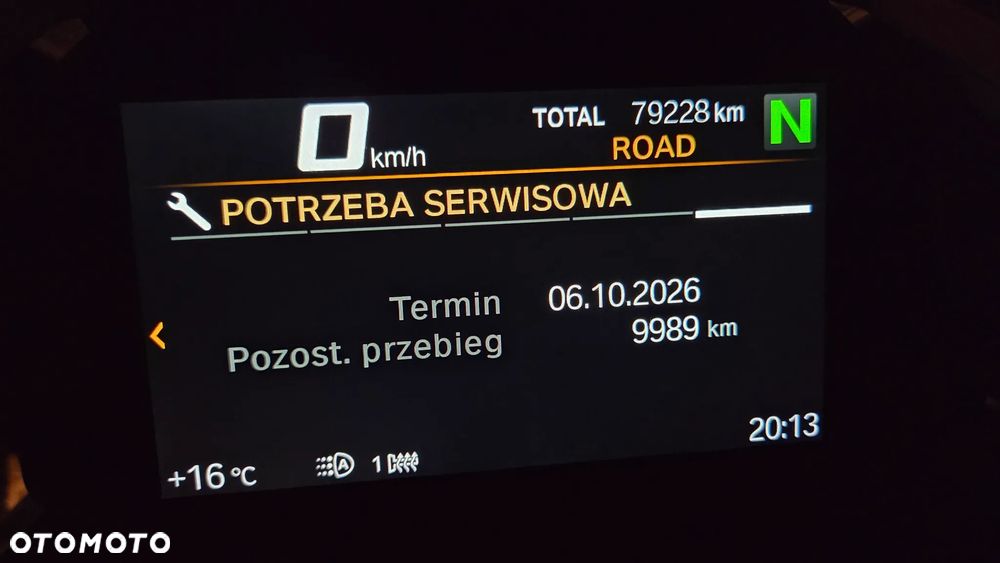 0 km/h
TOTAL 79228 km
N
ROAD
POTRZEBA SERWISOWA
Termin 06.10.2026
Pozost. przebieg 9989 km
20:13
+16 °C
A 1
OTOMOTO